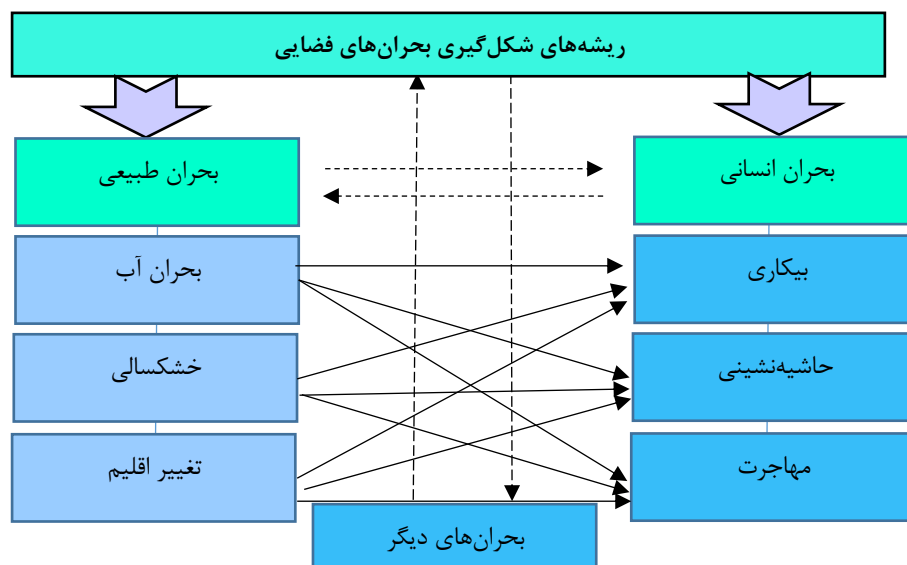 ریشه‌های شکل‌گیری بحران‌های فضایی
بحران انسانی
بحران طبیعی
بیکاری
بحران آب
حاشیه‌نشینی
خشکسالی
مهاجرت
تغییر اقلیم
بحران‌های دیگر